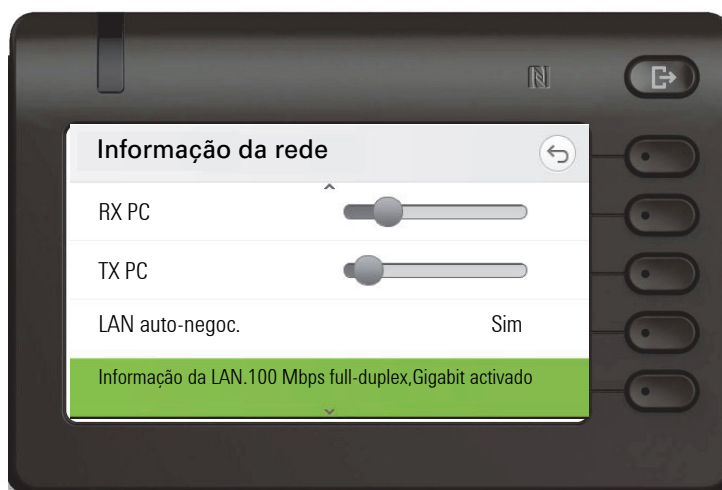 Informação da rede
RX PC
TX PC
LAN auto-negoc. Sim
Informação da LAN.100 Mbps full-duplex,Gigabit activado